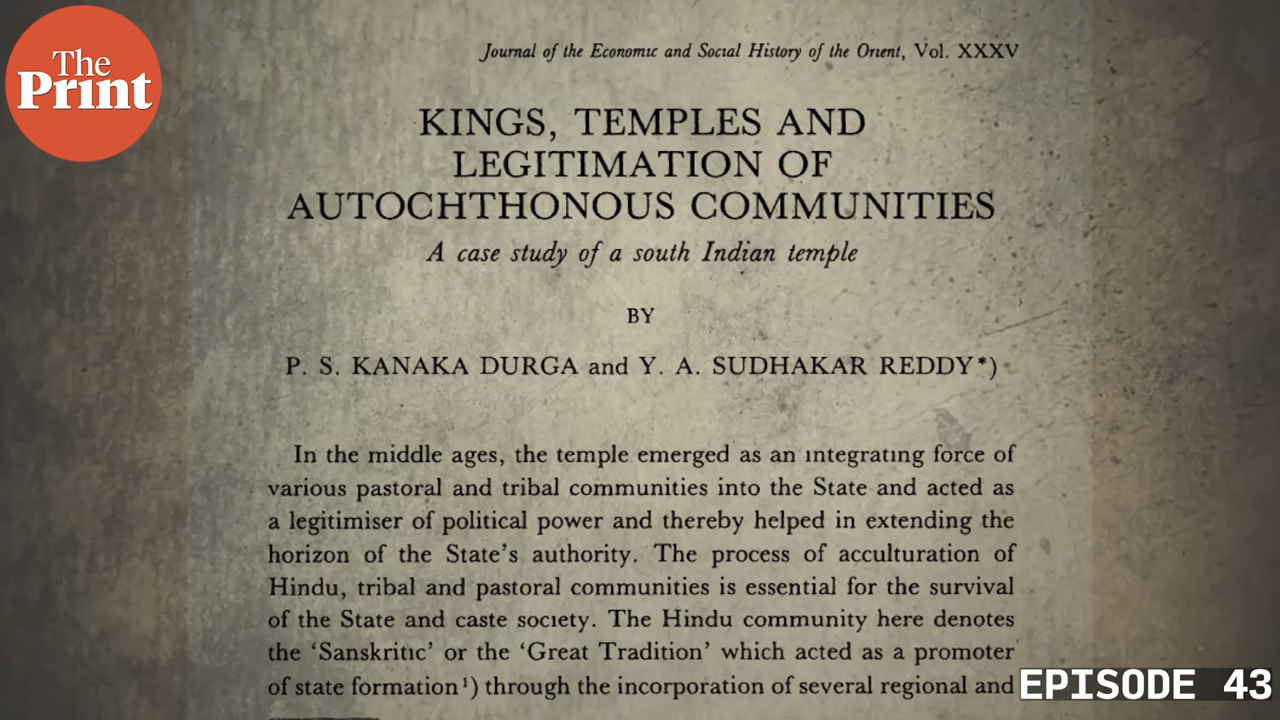 The
Print
Journal of the Economic and Social History of the Orient, Vol. XXXV
KINGS, TEMPLES AND
LEGITIMATION OF
AUTOCHTHONOUS COMMUNITIES
A case study of a south Indian temple
BY
P. S. KANAKA DURGA and Y. A. SUDHAKAR REDDY*)
In the middle ages, the temple emerged as an integrating force of
various pastoral and tribal communities into the State and acted as
a legitimiser of political power and thereby helped in extending the
horizon of the State's authority. The process of acculturation of
Hindu, tribal and pastoral communities is essential for the survival
of the State and caste society. The Hindu community here denotes
the 'Sanskritic' or the 'Great Tradition' which acted as a promoter
of state formation¹) through the incorporation of several regional and
EPISODE 43